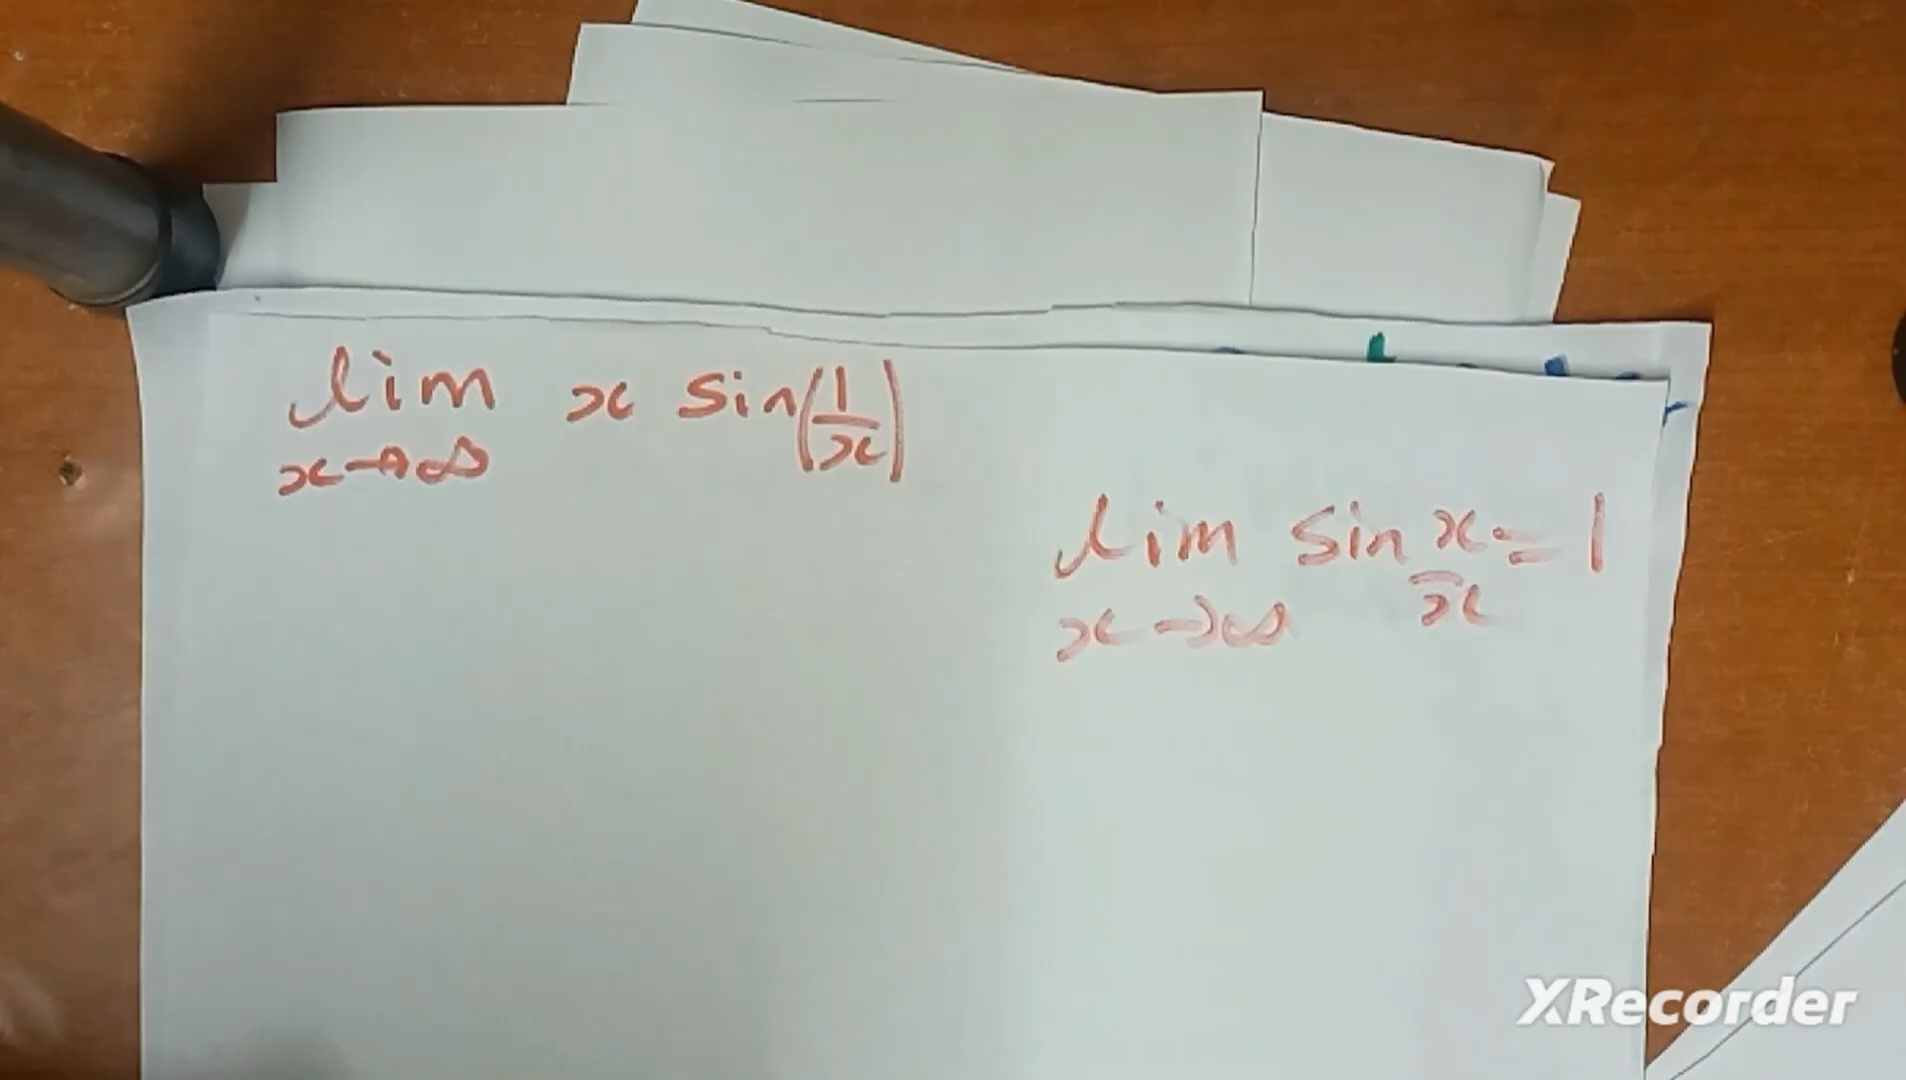 lim x sin(1/x)
x→∞
lim sin x/x = 1
x→∞
XRecorder